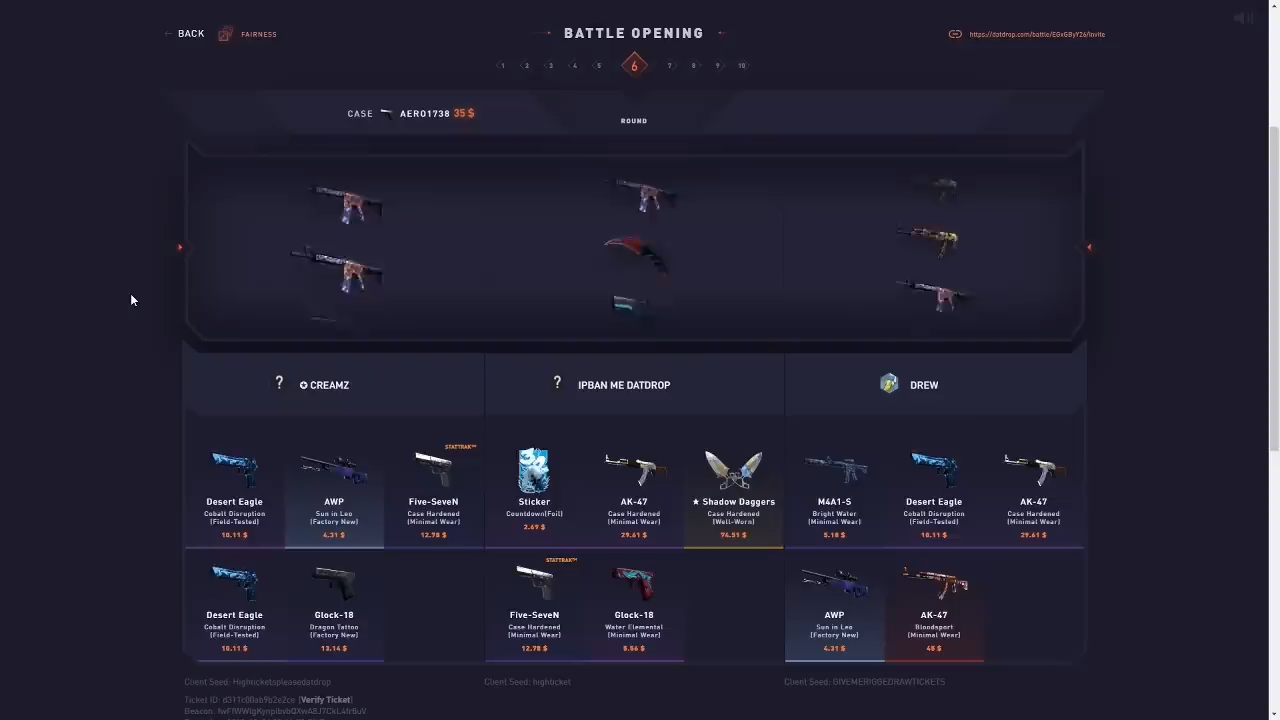 ← BACK FAIRNESS
BATTLE OPENING
https://datdrop.com/battle/EGxGByY26/invite
1 2 3 4 5 6 7 8 9 10
CASE AERO1738 35 $
ROUND
? ✪ CREAMZ
? IPBAN ME DATDROP
DREW
Desert Eagle
Cobalt Disruption
(Field-Tested)
10.11 $
AWP
Sun in Leo
(Factory New)
4.31 $
STATTRAK™
Five-SeveN
Case Hardened
(Minimal Wear)
12.78 $
Sticker
Countdown(Foil)
2.69 $
AK-47
Case Hardened
(Minimal Wear)
29.61 $
★ Shadow Daggers
Case Hardened
(Well-Worn)
74.51 $
M4A1-S
Bright Water
(Minimal Wear)
5.18 $
Desert Eagle
Cobalt Disruption
(Field-Tested)
10.11 $
AK-47
Case Hardened
(Minimal Wear)
29.61 $
Desert Eagle
Cobalt Disruption
(Field-Tested)
10.11 $
Glock-18
Dragon Tattoo
(Factory New)
13.14 $
STATTRAK™
Five-SeveN
Case Hardened
(Minimal Wear)
12.78 $
Glock-18
Water Elemental
(Minimal Wear)
5.56 $
AWP
Sun in Leo
(Factory New)
4.31 $
AK-47
Bloodsport
(Minimal Wear)
45 $
Client Seed: Highticketspleasedatdrop
Client Seed: highticket
Client Seed: GIVEMERIGGEDRAWTICKETS
Ticket ID: d311c00ab9b2e2ce [Verify Ticket]
Beacon: